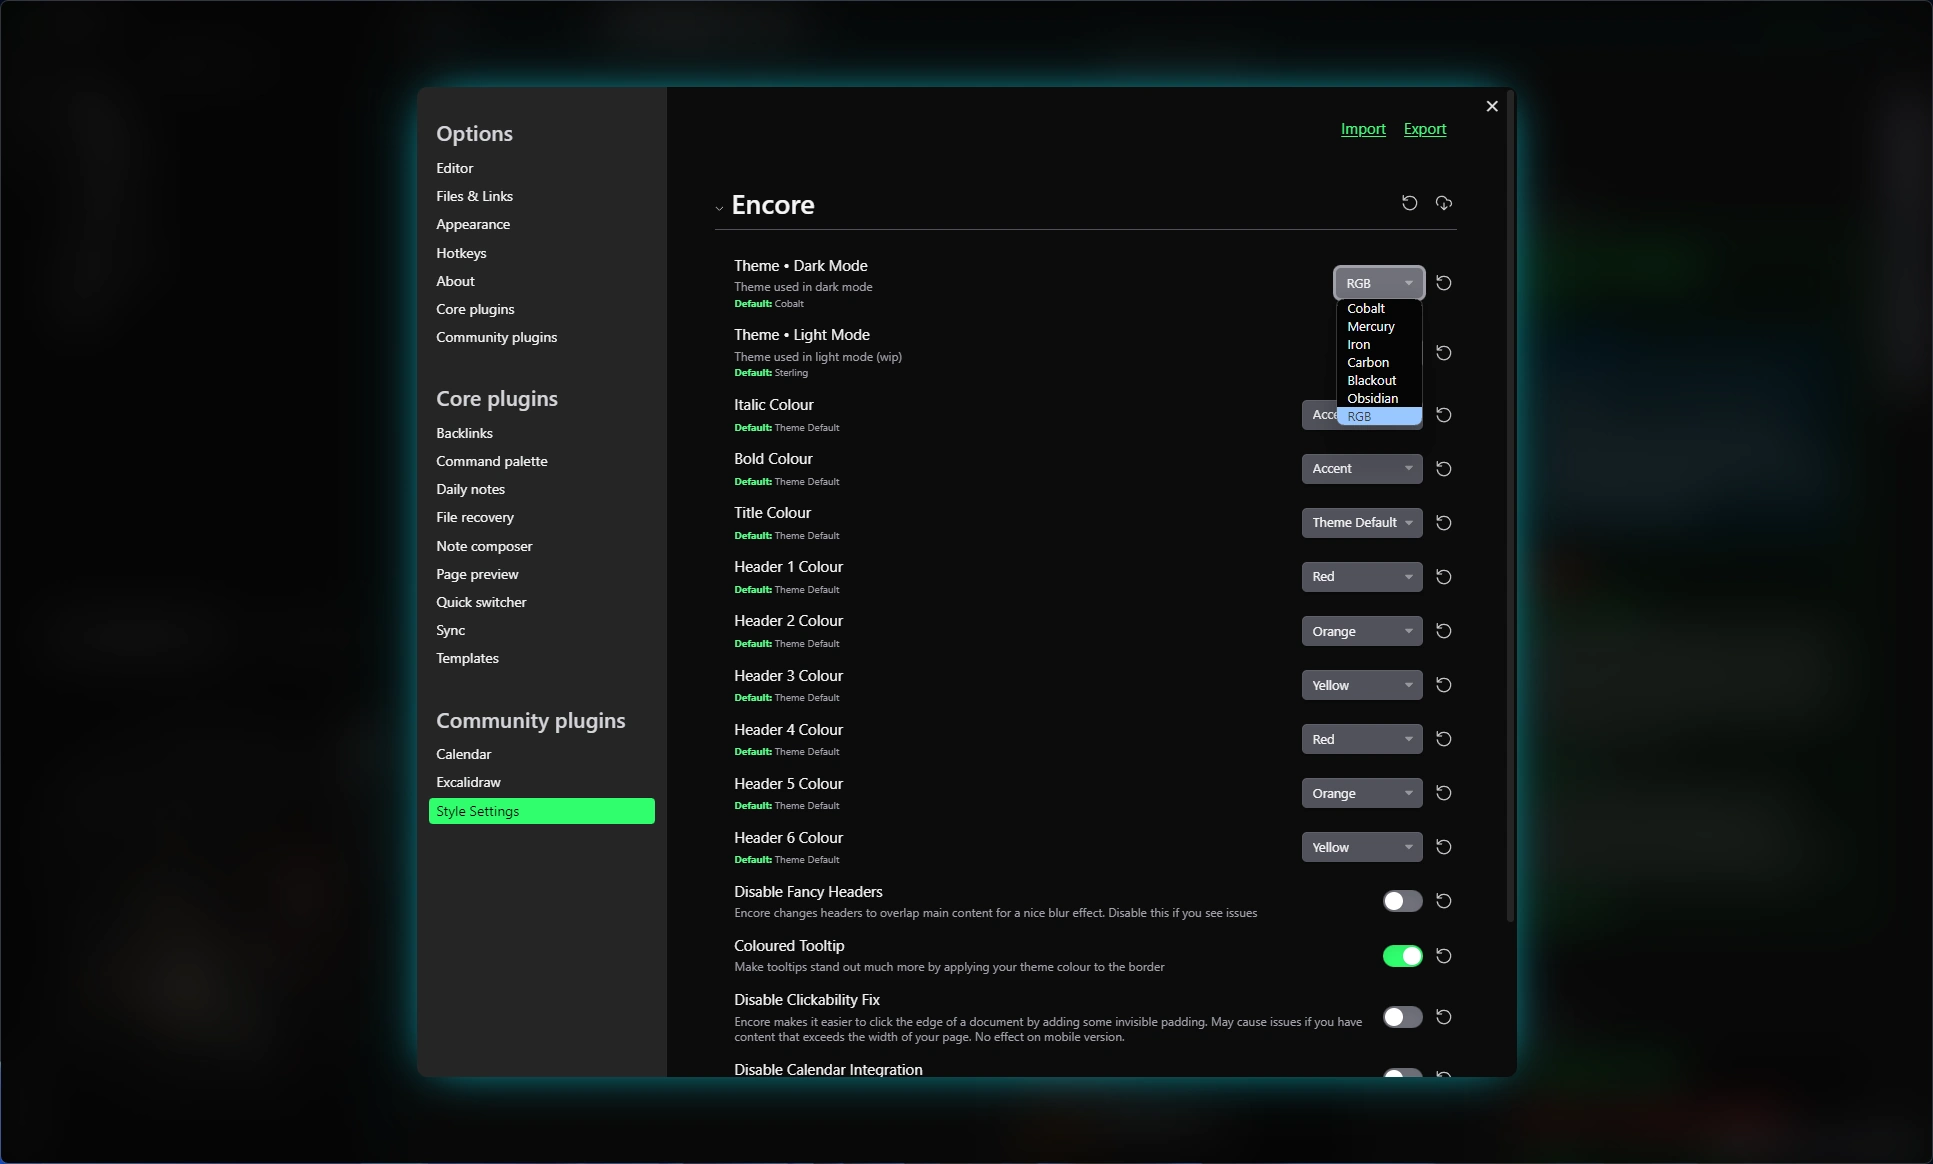 Options
Editor
Files & Links
Appearance
Hotkeys
About
Core plugins
Community plugins
Core plugins
Backlinks
Command palette
Daily notes
File recovery
Note composer
Page preview
Quick switcher
Sync
Templates
Community plugins
Calendar
Excalidraw
Style Settings
Import Export
Encore
Theme • Dark Mode
Theme used in dark mode
Default: Cobalt
RGB
Cobalt
Mercury
Iron
Carbon
Blackout
Obsidian
RGB
Theme • Light Mode
Theme used in light mode (wip)
Default: Sterling
Italic Colour
Default: Theme Default
Acce
Bold Colour
Default: Theme Default
Accent
Title Colour
Default: Theme Default
Theme Default
Header 1 Colour
Default: Theme Default
Red
Header 2 Colour
Default: Theme Default
Orange
Header 3 Colour
Default: Theme Default
Yellow
Header 4 Colour
Default: Theme Default
Red
Header 5 Colour
Default: Theme Default
Orange
Header 6 Colour
Default: Theme Default
Yellow
Disable Fancy Headers
Encore changes headers to overlap main content for a nice blur effect. Disable this if you see issues
Coloured Tooltip
Make tooltips stand out much more by applying your theme colour to the border
Disable Clickability Fix
Encore makes it easier to click the edge of a document by adding some invisible padding. May cause issues if you have
content that exceeds the width of your page. No effect on mobile version.
Disable Calendar Integration